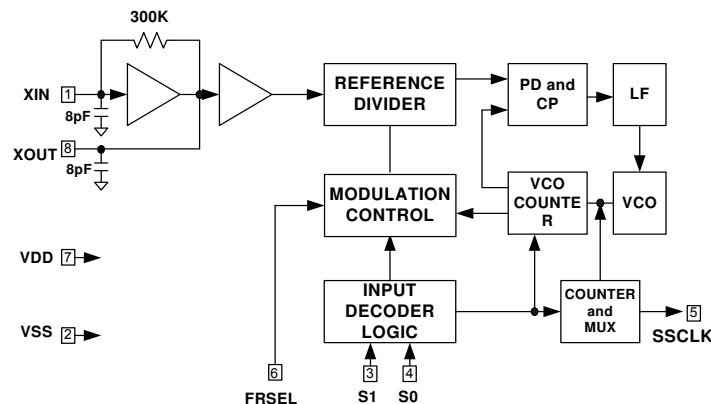 300K
XIN
1
8pF
XOUT
8
8pF
REFERENCE
DIVIDER
PD and
CP
LF
MODULATION
CONTROL
VCO
COUNTE
R
VCO
VDD
7
VSS
2
INPUT
DECODER
LOGIC
COUNTER
and
MUX
5
SSCLK
6
3
4
FRSEL
S1
S0